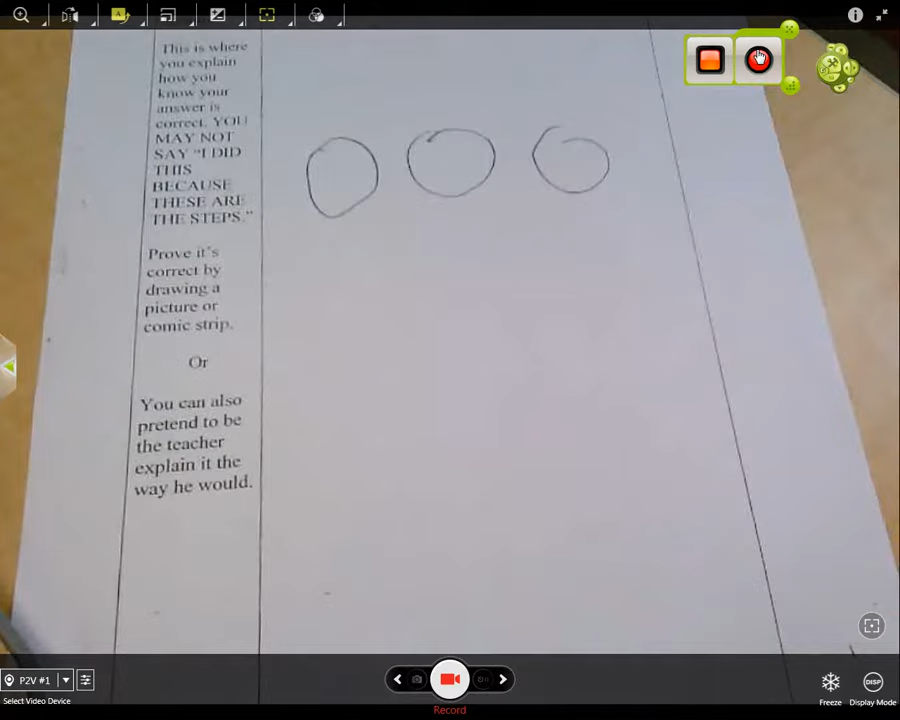 This is where
you explain
how you
know your
answer is
correct. YOU
MAY NOT
SAY “I DID
THIS
BECAUSE
THESE ARE
THE STEPS.”
Prove it’s
correct by
drawing a
picture or
comic strip.
Or
You can also
pretend to be
the teacher
explain it the
way he would.
P2V #1
Select Video Device
Record
Freeze
DISP
Display Mode